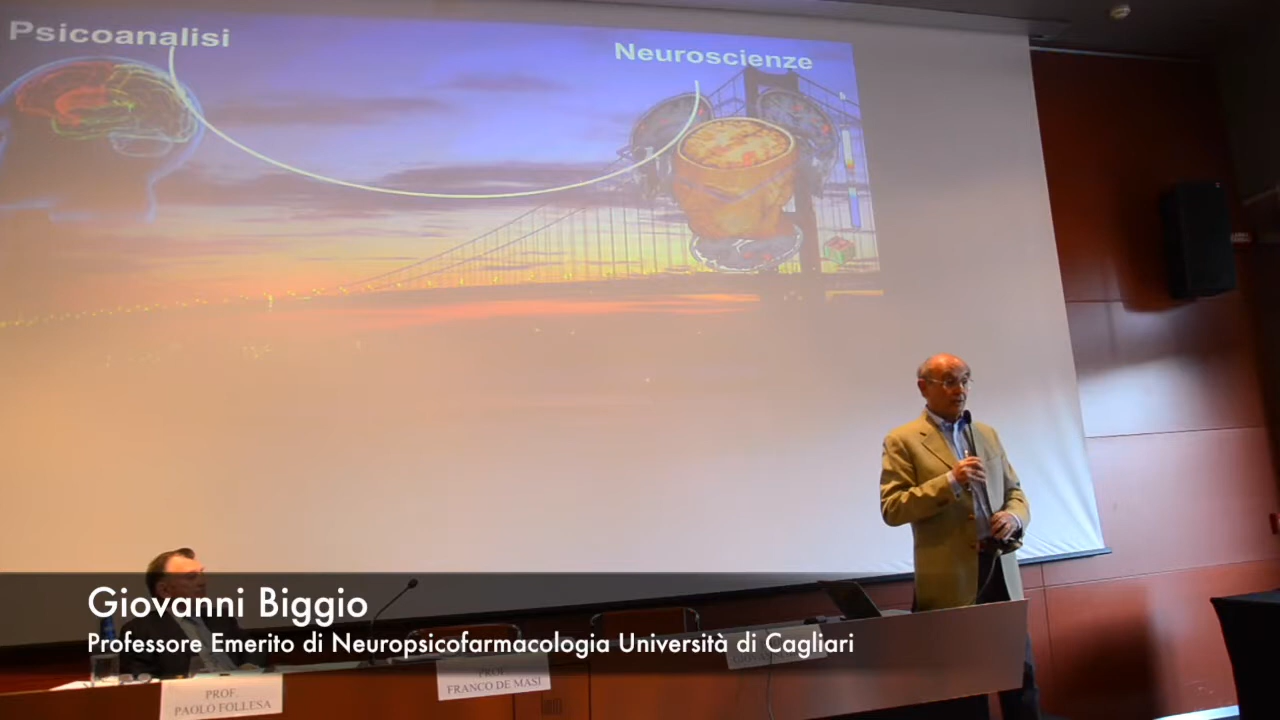 Psicoanalisi
Neuroscienze
Giovanni Biggio
Professore Emerito di Neuropsicofarmacologia Università di Cagliari
PROF.
PAOLO FOLLESA
PROF.
FRANCO DE MASI